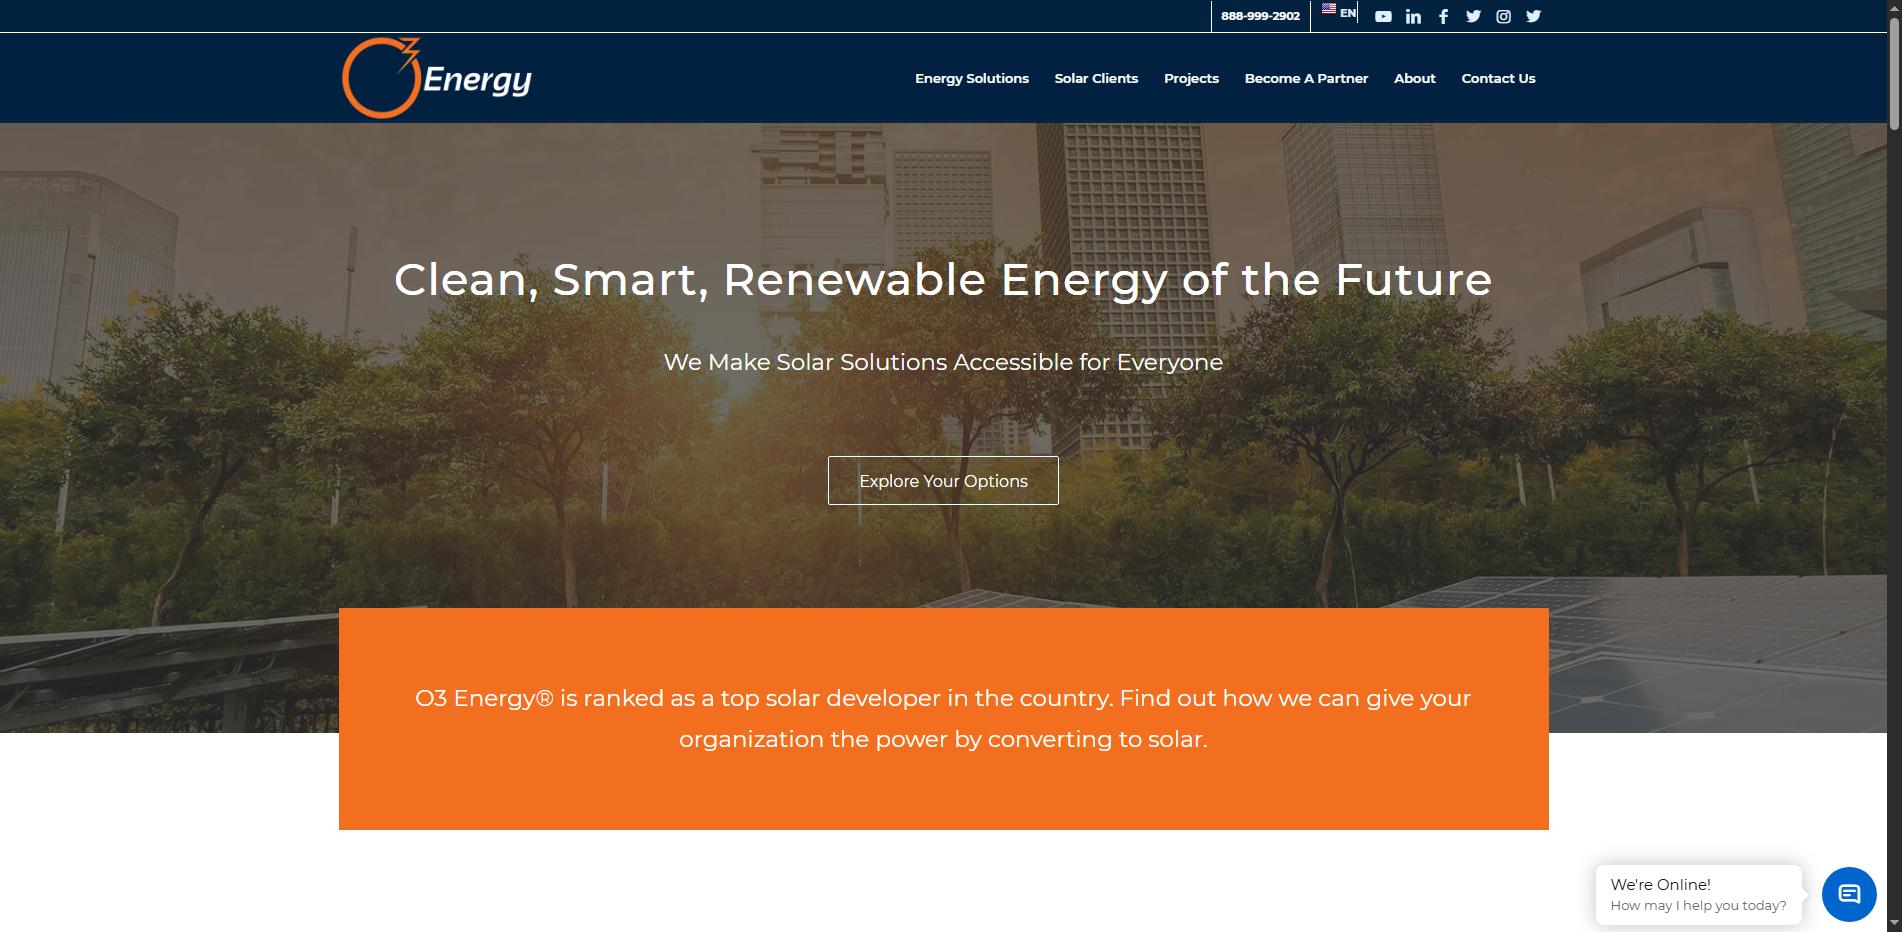 888-999-2902
EN
O3 Energy
Energy Solutions
Solar Clients
Projects
Become A Partner
About
Contact Us
Clean, Smart, Renewable Energy of the Future
We Make Solar Solutions Accessible for Everyone
Explore Your Options
O3 Energy® is ranked as a top solar developer in the country. Find out how we can give your
organization the power by converting to solar.
We're Online!
How may I help you today?